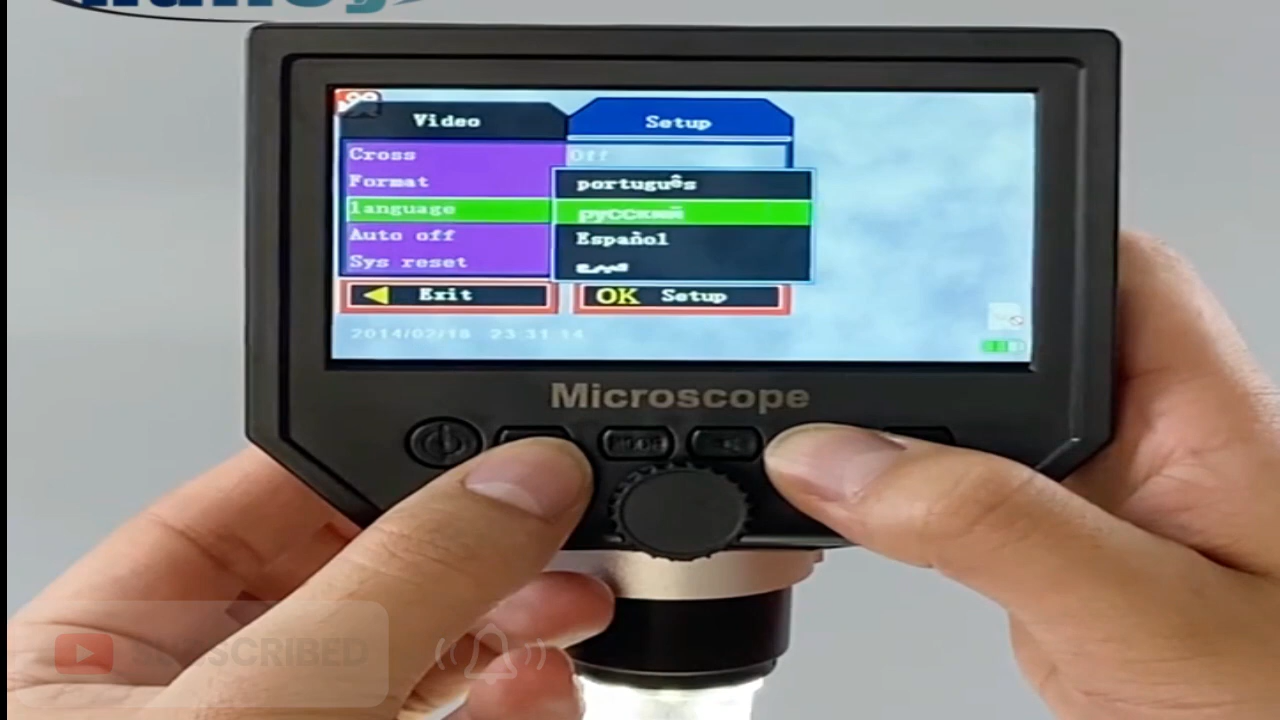 Video
Setup
Cross
Off
Format
português
language
русский
Auto off
Español
Sys reset
Exit
OK Setup
2014/02/18 23:31:14
Microscope
SUBSCRIBED